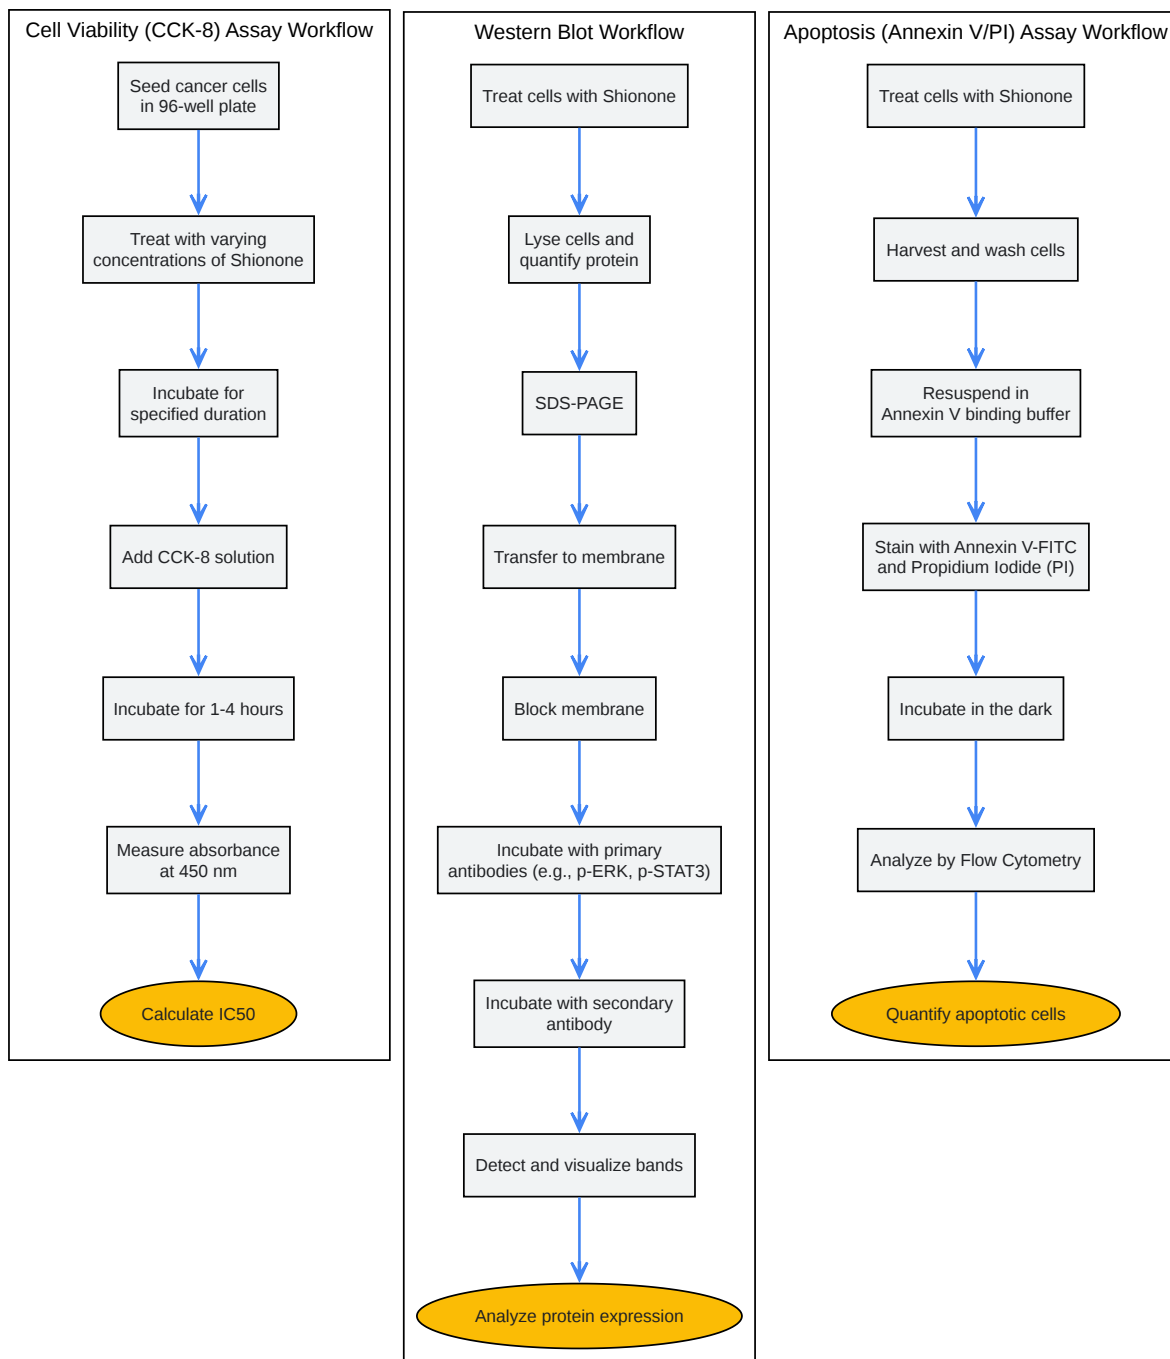 Cell Viability (CCK-8) Assay Workflow
Seed cancer cells
in 96-well plate
Treat with varying
concentrations of Shionone
Incubate for
specified duration
Add CCK-8 solution
Incubate for 1-4 hours
Measure absorbance
at 450 nm
Calculate IC50
Western Blot Workflow
Treat cells with Shionone
Lyse cells and
quantify protein
SDS-PAGE
Transfer to membrane
Block membrane
Incubate with primary
antibodies (e.g., p-ERK, p-STAT3)
Incubate with secondary
antibody
Detect and visualize bands
Analyze protein expression
Apoptosis (Annexin V/PI) Assay Workflow
Treat cells with Shionone
Harvest and wash cells
Resuspend in
Annexin V binding buffer
Stain with Annexin V-FITC
and Propidium Iodide (PI)
Incubate in the dark
Analyze by Flow Cytometry
Quantify apoptotic cells